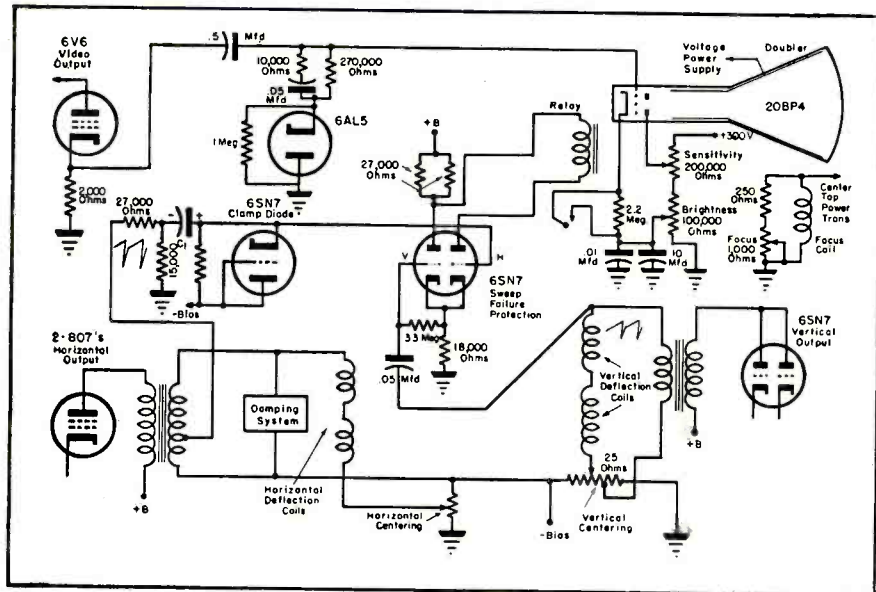 6V6
Video
Output
.5 Mfd
10,000
Ohms
270,000
Ohms
.05
Mfd
1 Meg
6AL5
+B
27,000
Ohms
Relay
Voltage
Power
Supply
Doubler
20BP4
+300V
Sensitivity
200,000
Ohms
Brightness
100,000
Ohms
250
Ohms
Focus
1,000
Ohms
Center
Tap
Power
Trans
Focus
Coil
2,000
Ohms
27,000
Ohms
- +
C1
15,000
6SN7
Clamp Diode
-Bias
V
H
6SN7
Sweep
Failure
Protection
2.2
Meg
.01
Mfd
.10
Mfd
3.3 Meg
18,000
Ohms
.05 Mfd
2-807's
Horizontal
Output
+B
Damping
System
Horizontal
Deflection
Coils
Horizontal
Centering
-Bias
Vertical
Deflection
Coils
25
Ohms
Vertical
Centering
+B
6SN7
Vertical
Output